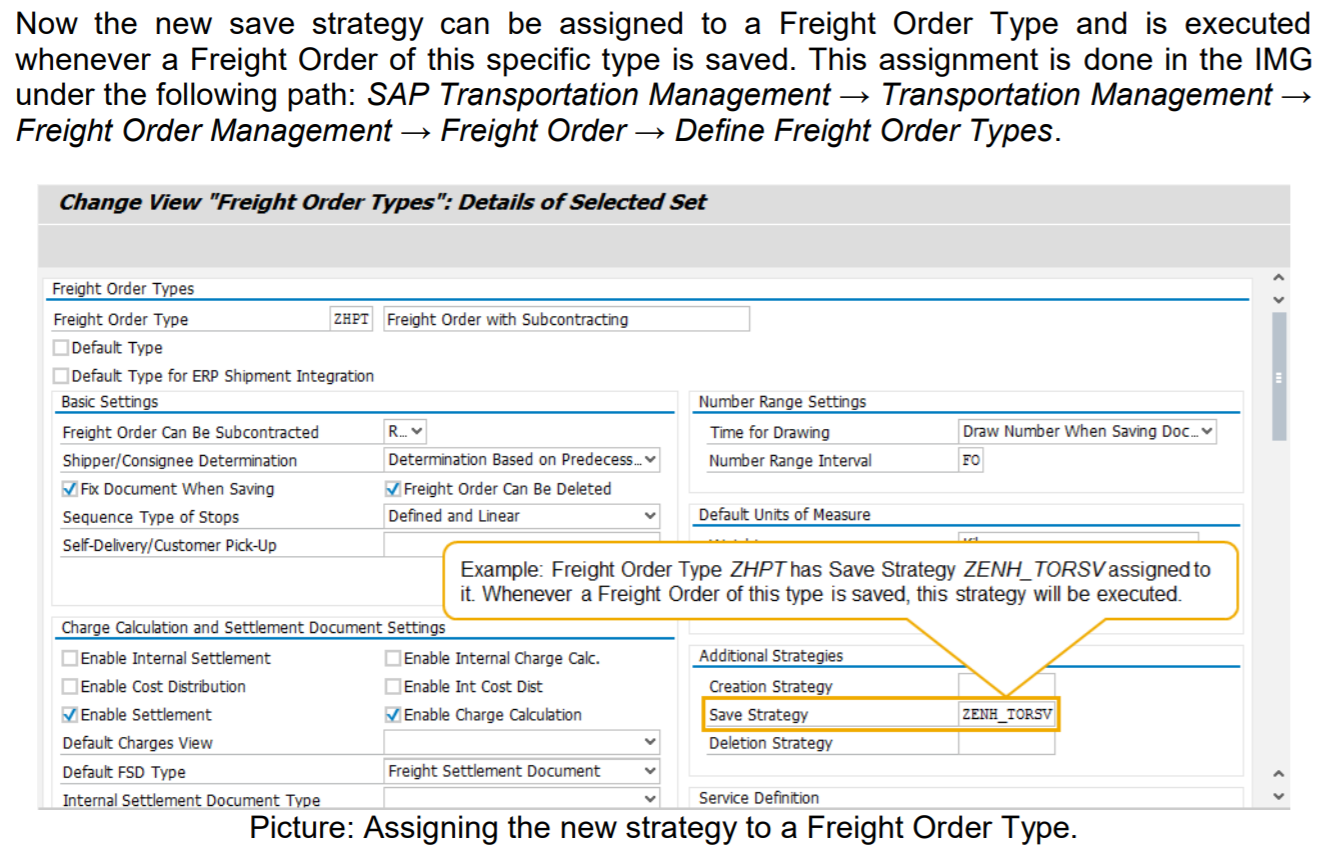 Now the new save strategy can be assigned to a Freight Order Type and is executed
whenever a Freight Order of this specific type is saved. This assignment is done in the IMG
under the following path: SAP Transportation Management → Transportation Management →
Freight Order Management → Freight Order → Define Freight Order Types.
Change View "Freight Order Types": Details of Selected Set
Freight Order Types
Freight Order Type ZHPT Freight Order with Subcontracting
Default Type
Default Type for ERP Shipment Integration
Basic Settings
Freight Order Can Be Subcontracted R...
Shipper/Consignee Determination Determination Based on Predecess...
Fix Document When Saving Freight Order Can Be Deleted
Sequence Type of Stops Defined and Linear
Self-Delivery/Customer Pick-Up
Number Range Settings
Time for Drawing Draw Number When Saving Doc...
Number Range Interval FO
Default Units of Measure
Example: Freight Order Type ZHPT has Save Strategy ZENH_TORSV assigned to
it. Whenever a Freight Order of this type is saved, this strategy will be executed.
Charge Calculation and Settlement Document Settings
Enable Internal Settlement Enable Internal Charge Calc.
Enable Cost Distribution Enable Int Cost Dist
Enable Settlement Enable Charge Calculation
Default Charges View
Default FSD Type Freight Settlement Document
Internal Settlement Document Type
Additional Strategies
Creation Strategy
Save Strategy ZENH_TORSV
Deletion Strategy
Service Definition
Picture: Assigning the new strategy to a Freight Order Type.